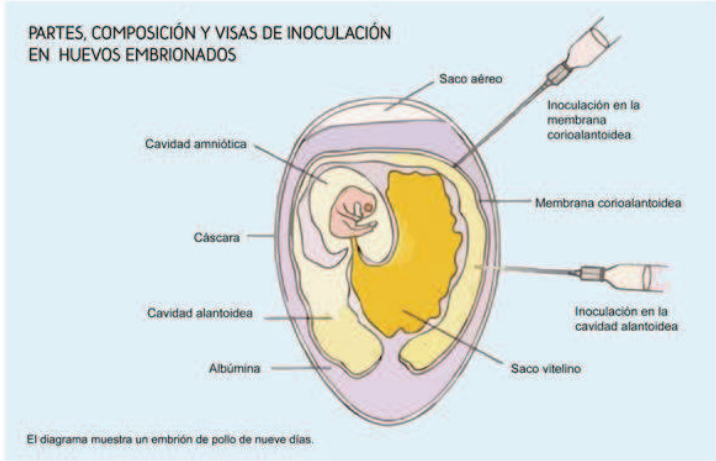 PARTES, COMPOSICIÓN Y VISAS DE INOCULACIÓN
EN HUEVOS EMBRIONADOS
Saco aéreo
Inoculación en la
membrana
corioalantoidea
Cavidad amniótica
Membrana corioalantoidea
Cáscara
Cavidad alantoidea
Inoculación en la
cavidad alantoidea
Albúmina
Saco vitelino
El diagrama muestra un embrión de pollo de nueve días.